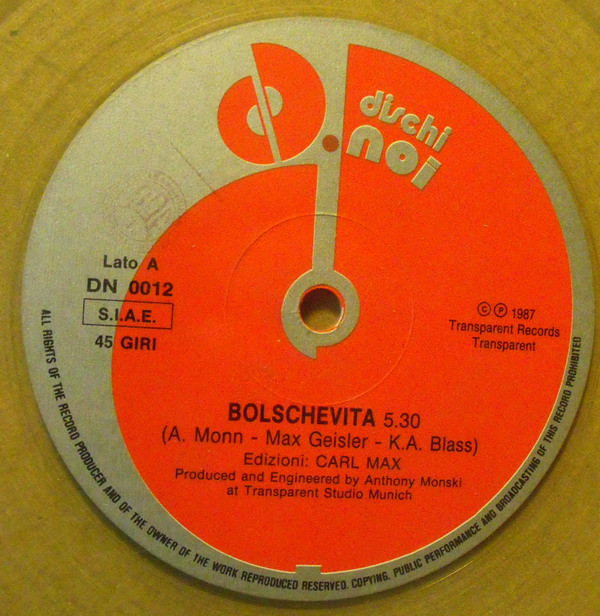 dischi
noi
Lato A
DN 0012
S.I.A.E.
45 GIRI
© ℗ 1987
Transparent Records
Transparent
BOLSCHEVITA 5.30
(A. Monn - Max Geisler - K.A. Blass)
Edizioni: CARL MAX
Produced and Engineered by Anthony Monski
at Transparent Studio Munich
ALL RIGHTS OF THE RECORD PRODUCER AND OF THE OWNER OF THE WORK REPRODUCED RESERVED. COPYING, PUBLIC PERFORMANCE AND BROADCASTING OF THIS RECORD PROHIBITED